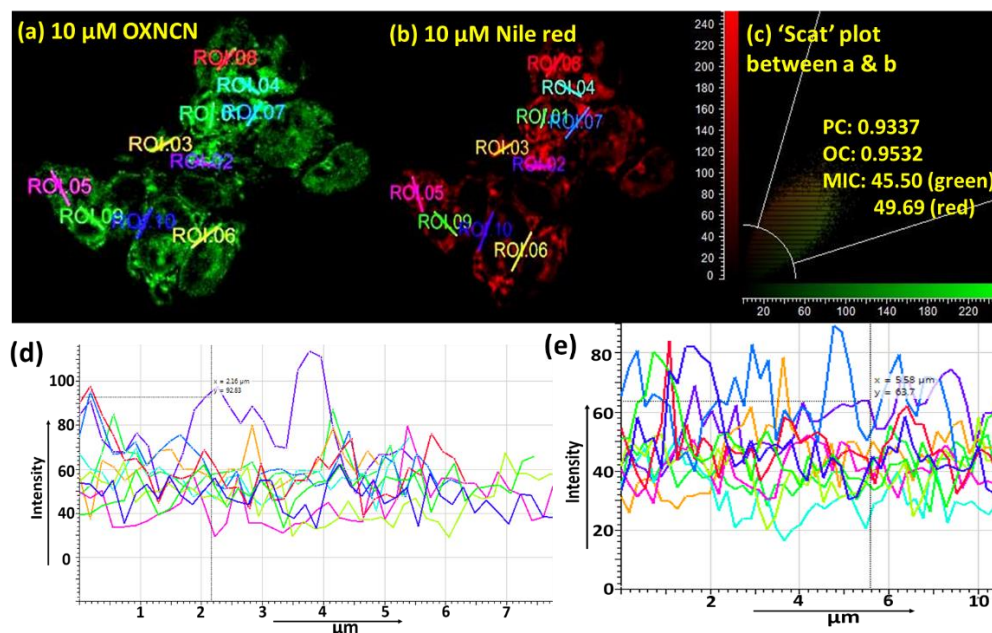 (a) 10 µM OXNCN
ROI.08
ROI.04
ROI.01
ROI.07
ROI.03
ROI.02
ROI.05
ROI.09
ROI.10
ROI.06
(b) 10 µM Nile red
ROI.08
ROI.04
ROI.01
ROI.07
ROI.03
ROI.02
ROI.05
ROI.09
ROI.10
ROI.06
(c) 'Scat' plot
between a & b
PC: 0.9337
OC: 0.9532
MIC: 45.50 (green)
49.69 (red)
240
220
200
180
160
140
120
100
80
60
40
20
0
20 60 100 140 180 220
(d)
Intensity
100
80
60
40
0
x = 2.16 µm
y = 92.83
1 2 3 4 5 6 7
µm
(e)
Intensity
80
60
40
20
0
x = 5.58 µm
y = 63.7
2 4 6 8 10
µm